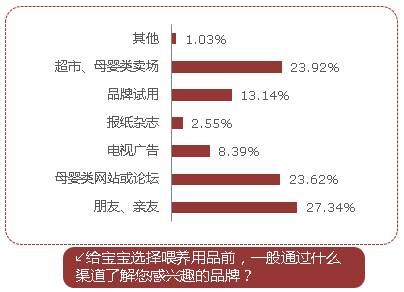 其他 1.03%
超市、母婴类卖场 23.92%
品牌试用 13.14%
报纸杂志 2.55%
电视广告 8.39%
母婴类网站或论坛 23.62%
朋友、亲友 27.34%
↙给宝宝选择喂养用品前，一般通过什么
渠道了解您感兴趣的品牌？